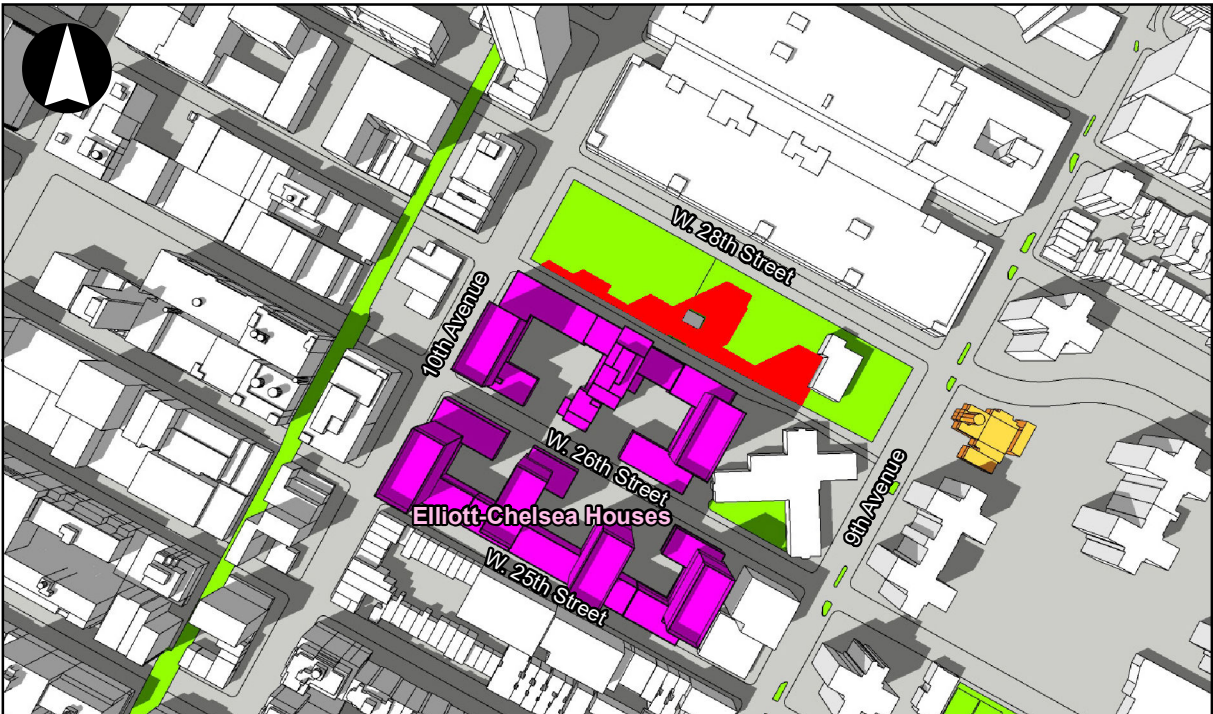 W. 28th Street
10th Avenue
W. 26th Street
9th Avenue
Elliott-Chelsea Houses
W. 25th Street